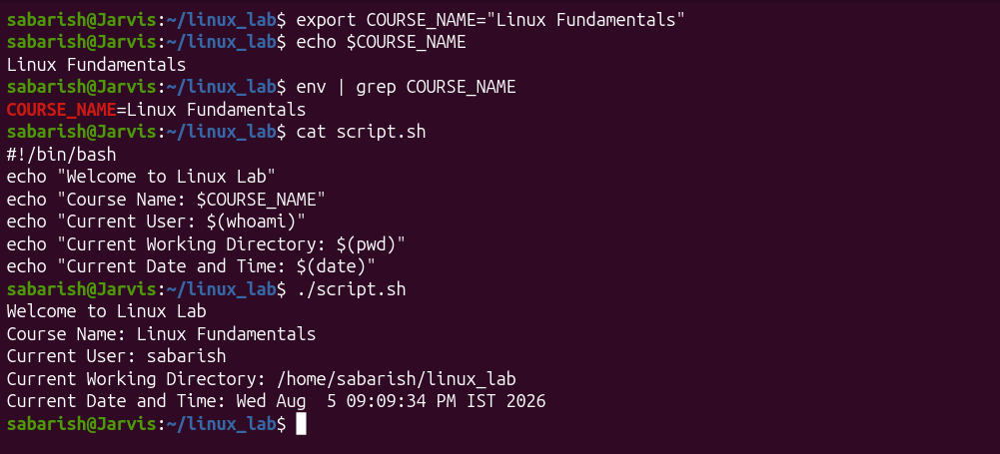 sabarish@Jarvis:~/linux_lab$ export COURSE_NAME="Linux Fundamentals"
sabarish@Jarvis:~/linux_lab$ echo $COURSE_NAME
Linux Fundamentals
sabarish@Jarvis:~/linux_lab$ env | grep COURSE_NAME
COURSE_NAME=Linux Fundamentals
sabarish@Jarvis:~/linux_lab$ cat script.sh
#!/bin/bash
echo "Welcome to Linux Lab"
echo "Course Name: $COURSE_NAME"
echo "Current User: $(whoami)"
echo "Current Working Directory: $(pwd)"
echo "Current Date and Time: $(date)"
sabarish@Jarvis:~/linux_lab$ ./script.sh
Welcome to Linux Lab
Course Name: Linux Fundamentals
Current User: sabarish
Current Working Directory: /home/sabarish/linux_lab
Current Date and Time: Wed Aug  5 09:09:34 PM IST 2026
sabarish@Jarvis:~/linux_lab$